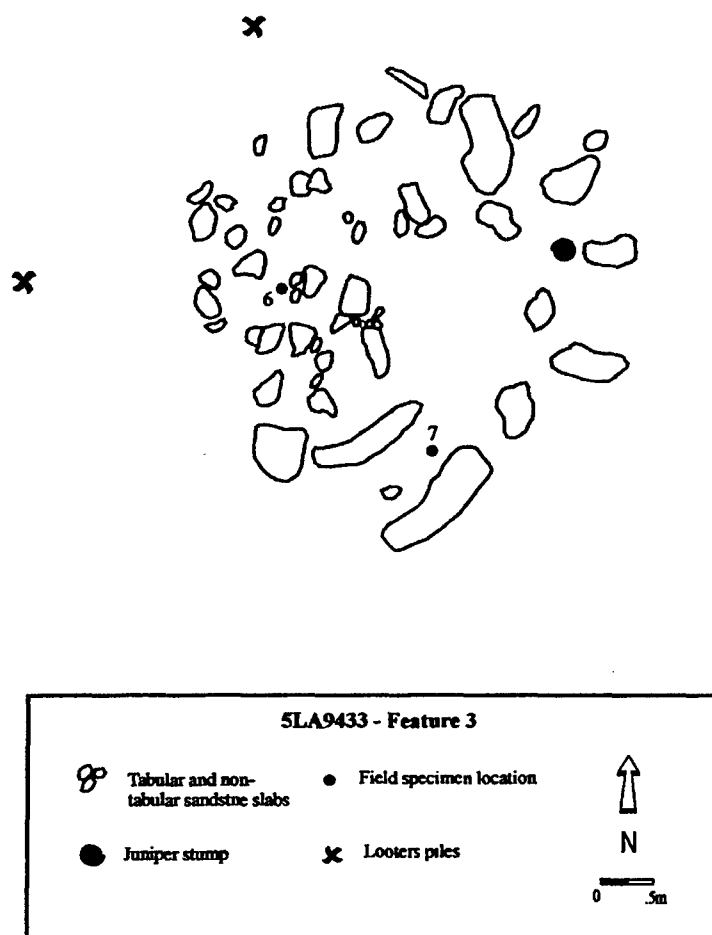 6
7
5LA9433 - Feature 3
Tabular and non-
tabular sandstne slabs
Field specimen location
Juniper stump
Looters piles
N
0 .5m